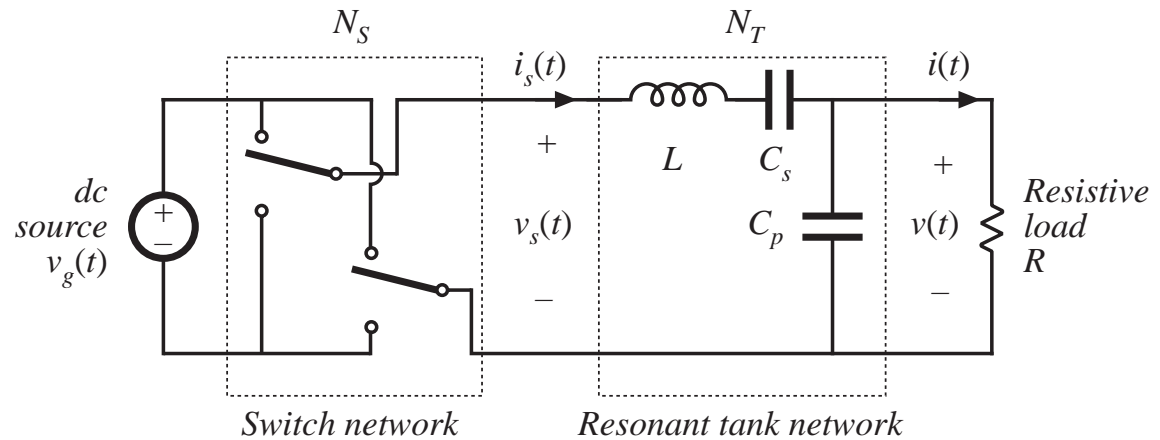 N_S
N_T
i_s(t)
i(t)
+
+
L
C_s
dc
source
v_g(t)
+
–
v_s(t)
C_p
v(t)
Resistive
load
R
–
–
Switch network
Resonant tank network